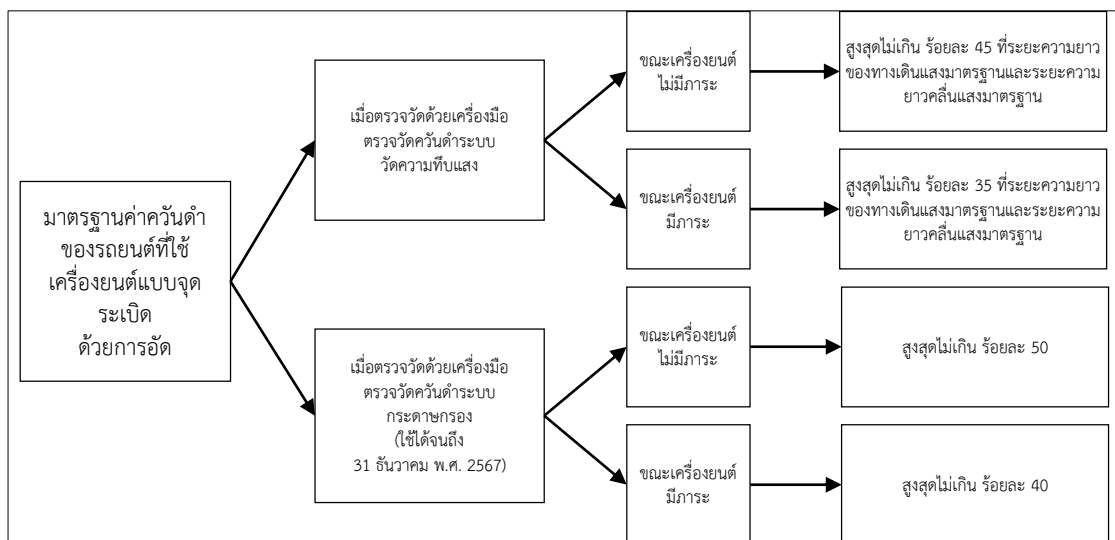 มาตรฐานค่าควันดำ
ของรถยนต์ที่ใช้
เครื่องยนต์แบบจุด
ระเบิด
ด้วยการอัด
เมื่อตรวจวัดด้วยเครื่องมือ
ตรวจวัดควันดำระบบ
วัดความทึบแสง
ขณะเครื่องยนต์
ไม่มีภาระ
สูงสุดไม่เกิน ร้อยละ 45 ที่ระยะความยาว
ของทางเดินแสงมาตรฐานและระยะความ
ยาวคลื่นแสงมาตรฐาน
ขณะเครื่องยนต์
มีภาระ
สูงสุดไม่เกิน ร้อยละ 35 ที่ระยะความยาว
ของทางเดินแสงมาตรฐานและระยะความ
ยาวคลื่นแสงมาตรฐาน
เมื่อตรวจวัดด้วยเครื่องมือ
ตรวจวัดควันดำระบบ
กระดาษกรอง
(ใช้ได้จนถึง
31 ธันวาคม พ.ศ. 2567)
ขณะเครื่องยนต์
ไม่มีภาระ
สูงสุดไม่เกิน ร้อยละ 50
ขณะเครื่องยนต์
มีภาระ
สูงสุดไม่เกิน ร้อยละ 40